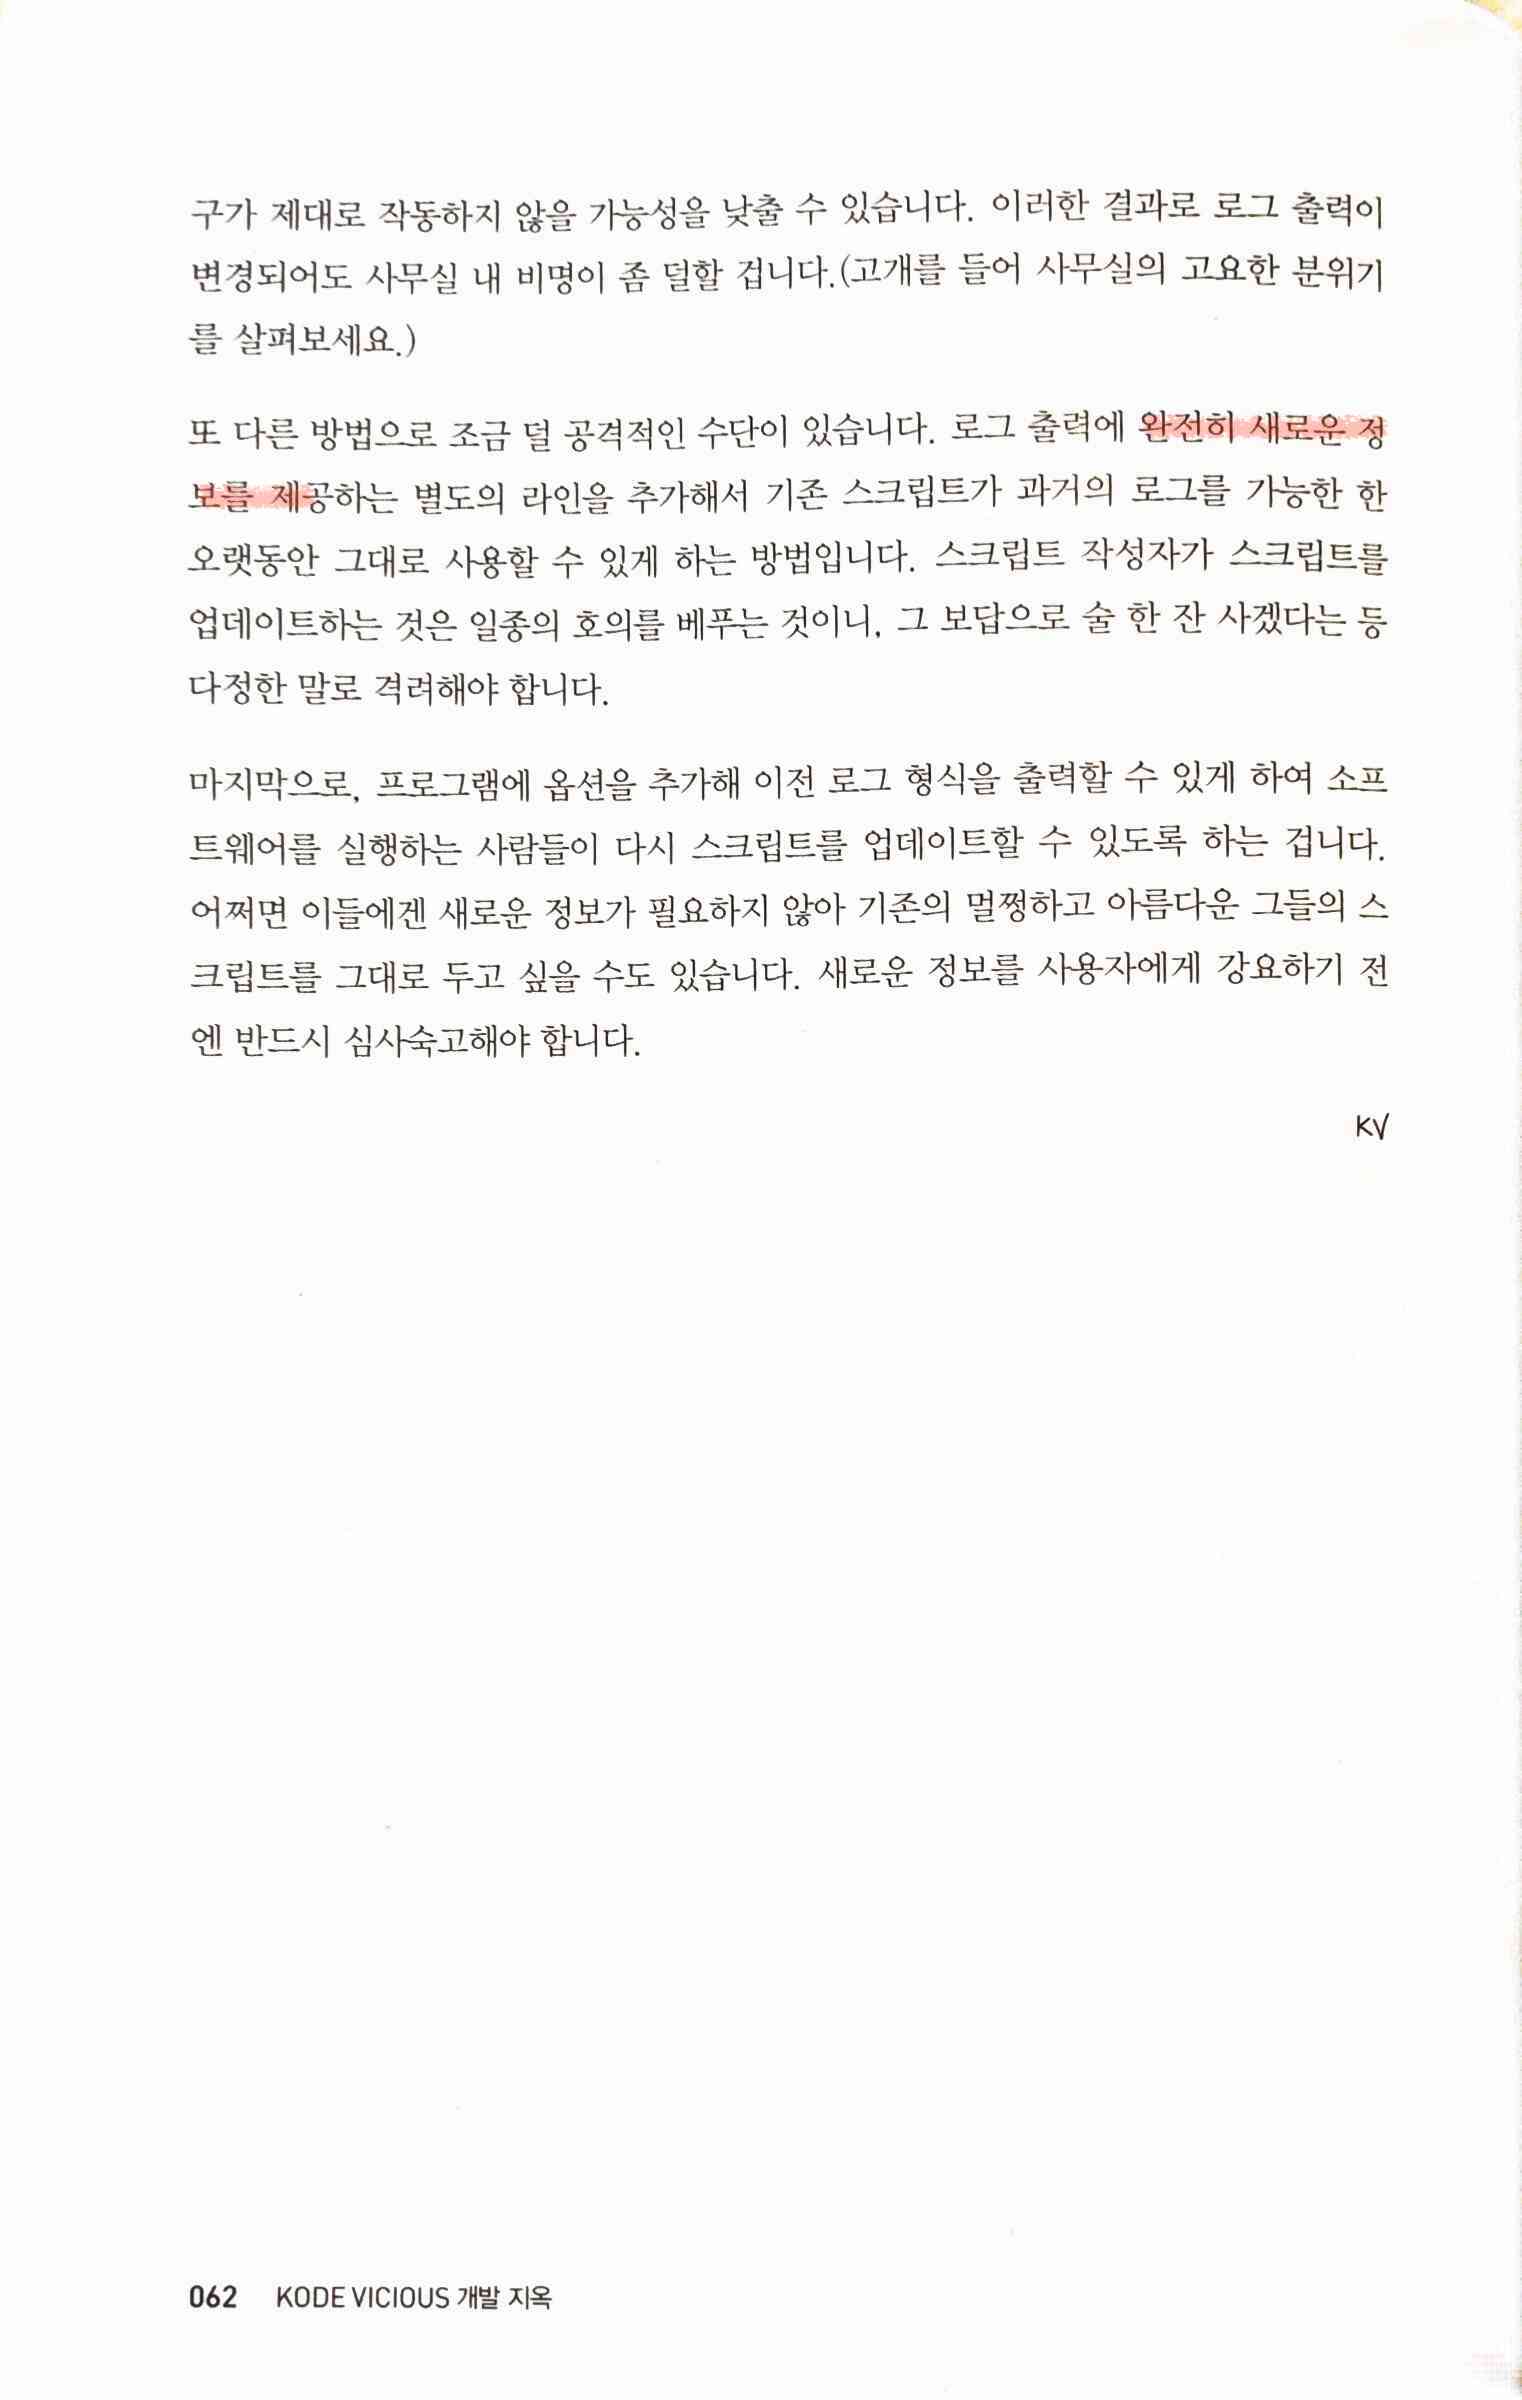 구가 제대로 작동하지 않을 가능성을 낮출 수 있습니다. 이러한 결과로 로그 출력이
변경되어도 사무실 내 비명이 좀 덜할 겁니다.(고개를 들어 사무실의 고요한 분위기
를 살펴보세요.)
또 다른 방법으로 조금 덜 공격적인 수단이 있습니다. 로그 출력에 완전히 새로운 정
보를 제공하는 별도의 라인을 추가해서 기존 스크립트가 과거의 로그를 가능한 한
오랫동안 그대로 사용할 수 있게 하는 방법입니다. 스크립트 작성자가 스크립트를
업데이트하는 것은 일종의 호의를 베푸는 것이니, 그 보답으로 술 한 잔 사겠다는 등
다정한 말로 격려해야 합니다.
마지막으로, 프로그램에 옵션을 추가해 이전 로그 형식을 출력할 수 있게 하여 소프
트웨어를 실행하는 사람들이 다시 스크립트를 업데이트할 수 있도록 하는 겁니다.
어쩌면 이들에겐 새로운 정보가 필요하지 않아 기존의 멀쩡하고 아름다운 그들의 스
크립트를 그대로 두고 싶을 수도 있습니다. 새로운 정보를 사용자에게 강요하기 전
엔 반드시 심사숙고해야 합니다.
KV
062 KODE VICIOUS 개발 지옥